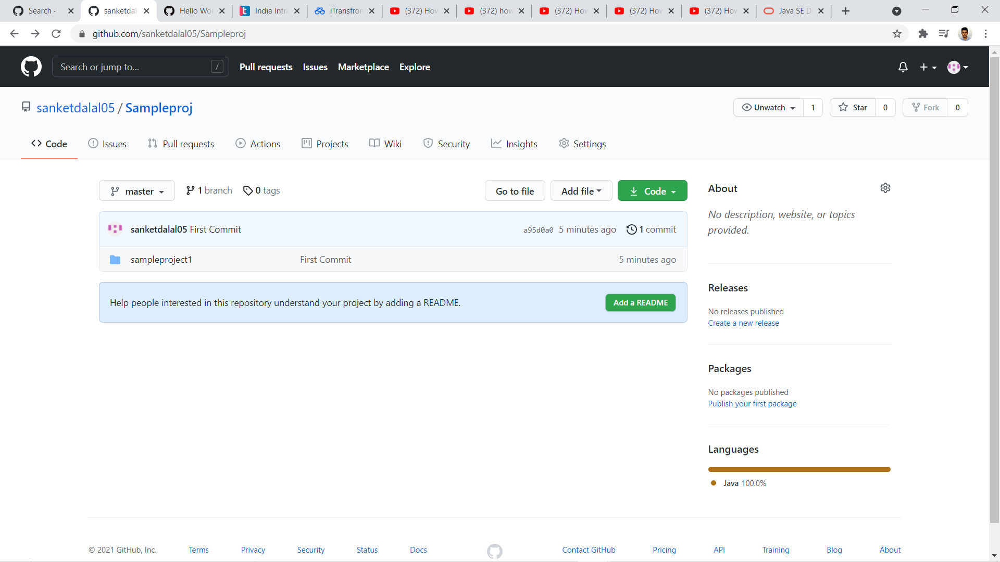 Search · sanketdal Hello Wor India Intra iTransfron (372) How (372) how (372) How (372) How (372) How Java SE D
github.com/sanketdalal05/Sampleproj
Search or jump to... / Pull requests Issues Marketplace Explore
sanketdalal05 / Sampleproj Unwatch 1 Star 0 Fork 0
Code Issues Pull requests Actions Projects Wiki Security Insights Settings
master 1 branch 0 tags Go to file Add file Code
sanketdalal05 First Commit a95d0a0 5 minutes ago 1 commit
sampleproject1 First Commit 5 minutes ago
Help people interested in this repository understand your project by adding a README. Add a README
About
No description, website, or topics
provided.
Releases
No releases published
Create a new release
Packages
No packages published
Publish your first package
Languages
Java 100.0%
© 2021 GitHub, Inc. Terms Privacy Security Status Docs Contact GitHub Pricing API Training Blog About